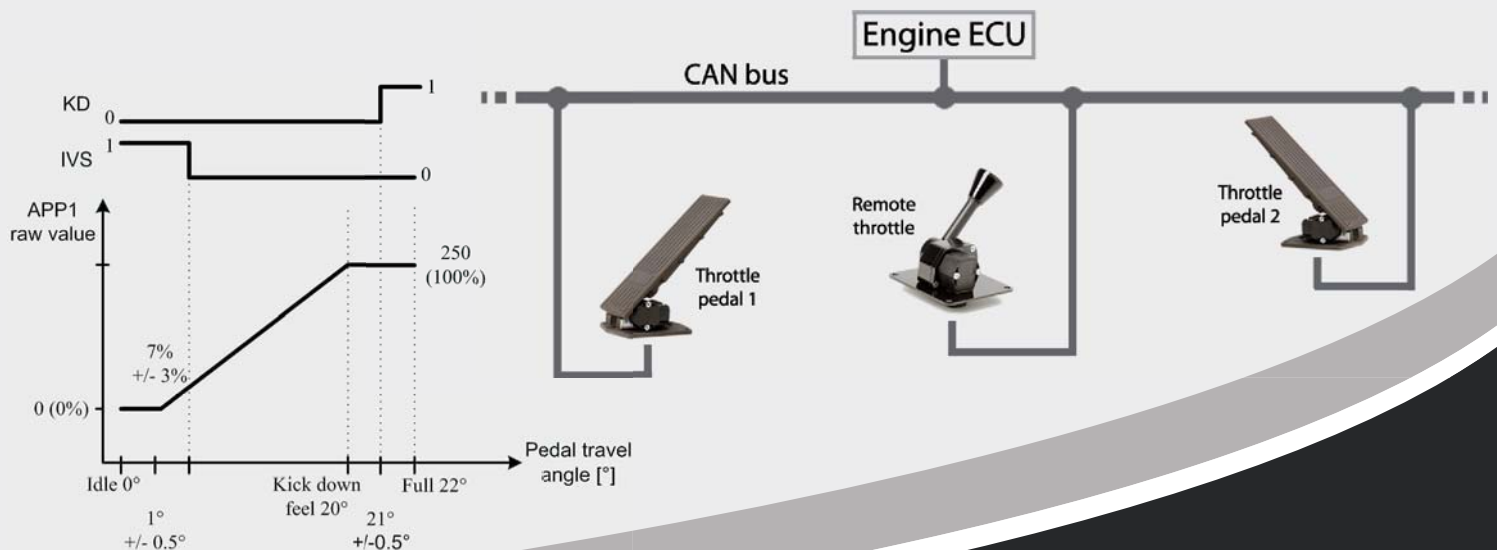 KD
0
1
IVS
1
0
APP1
raw value
250
(100%)
7%
+/- 3%
0 (0%)
Pedal travel
angle [°]
Idle 0°
Kick down
feel 20°
Full 22°
1°
+/- 0.5°
21°
+/-0.5°
Engine ECU
CAN bus
Throttle
pedal 1
Remote
throttle
Throttle
pedal 2